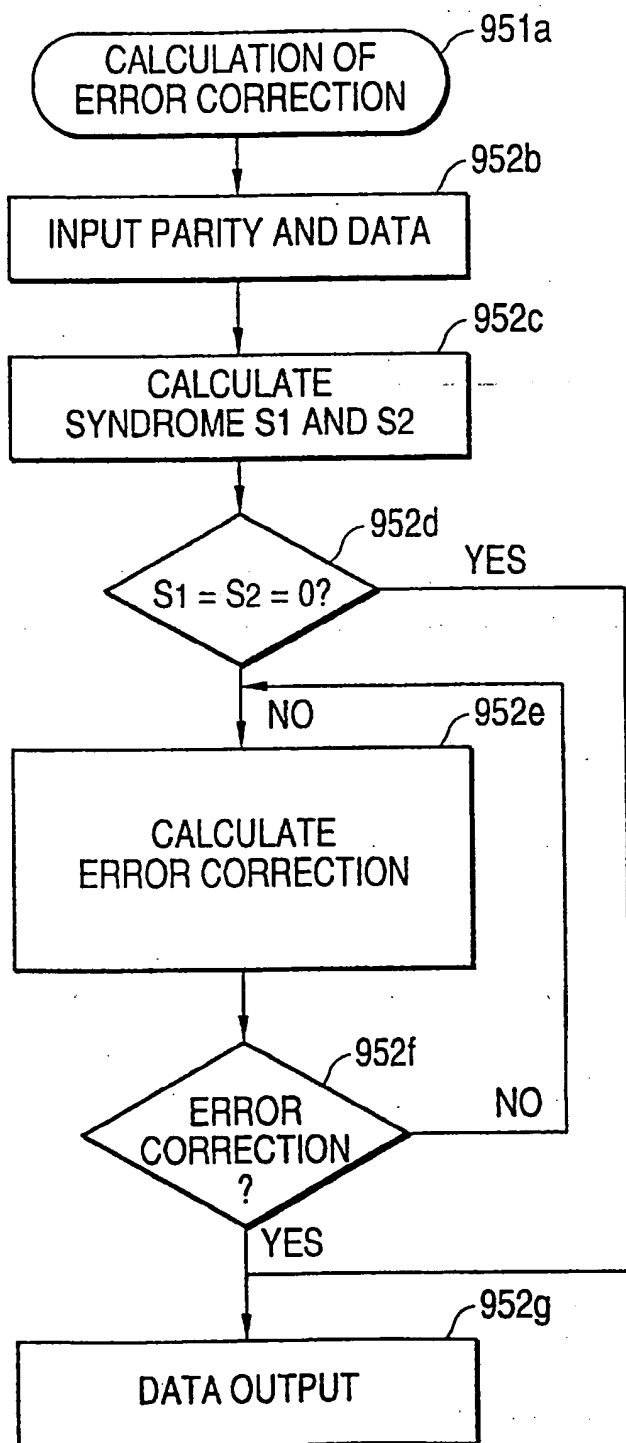 951a
CALCULATION OF
ERROR CORRECTION
952b
INPUT PARITY AND DATA
952c
CALCULATE
SYNDROME S1 AND S2
952d
S1 = S2 = 0?
YES
NO
952e
CALCULATE
ERROR CORRECTION
952f
ERROR
CORRECTION
?
NO
YES
952g
DATA OUTPUT